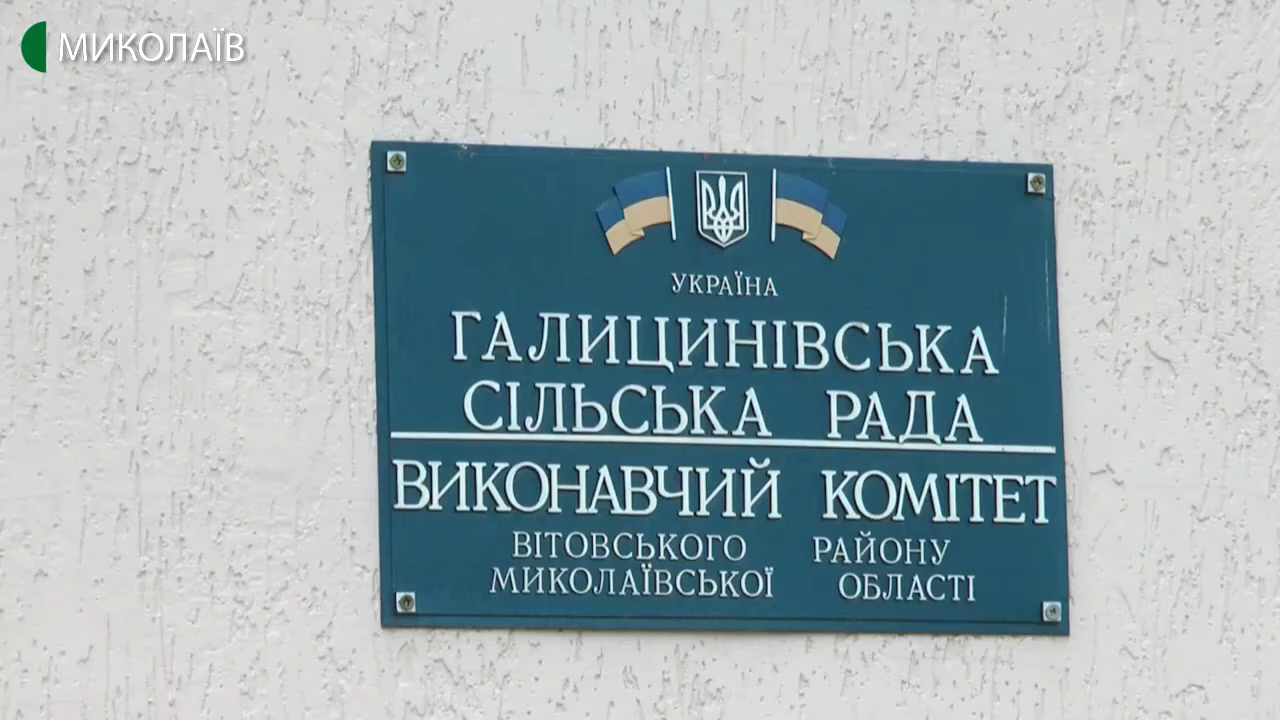 МИКОЛАЇВ
УКРАЇНА
ГАЛИЦИНІВСЬКА
СІЛЬСЬКА РАДА
ВИКОНАВЧИЙ КОМІТЕТ
ВІТОВСЬКОГО РАЙОНУ
МИКОЛАЇВСЬКОЇ ОБЛАСТІ